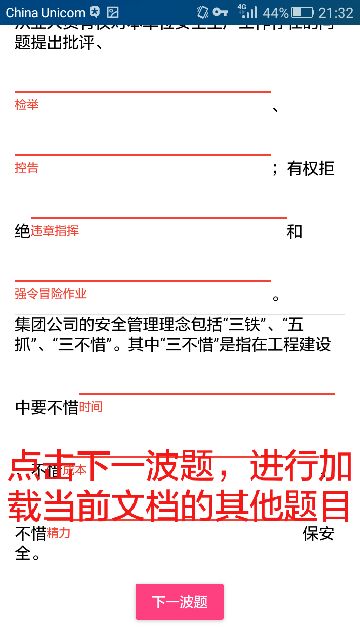 China Unicom 4G 44% 21:32
从业人员有权对本单位安全生产工作存在的问
题提出批评、
检举
、
控告
；有权拒
绝违章指挥 和
强令冒险作业
。
集团公司的安全管理理念包括“三铁”、“五
抓”、“三不惜”。其中“三不惜”是指在工程建设
中要不惜时间
、不惜成本
点击下一波题，进行加
载当前文档的其他题目
不惜精力 保安
全。
下一波题